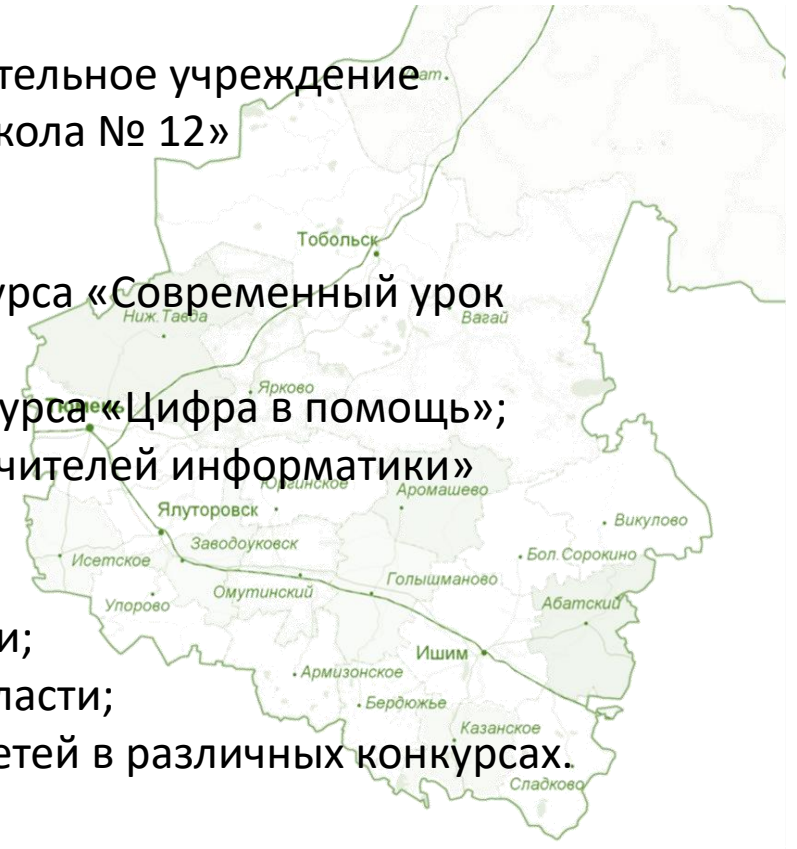 тельное учреждение
ат.
кола № 12»
Тобольск
урса «Современный урок
Ниж.Тавда
Вагай
Ярково
Тюмень
урса «Цифра в помощь»;
чителей информатики»
Юргинское
Аромашево
Ялуторовск
Викулово
Заводоуковск
Бол.Сорокино
Исетское
Голышманово
Омутинский
Абатский
Упорово
и;
Ишим
Армизонское
ласти;
Бердюжье
Казанское
етей в различных конкурсах.
Сладково